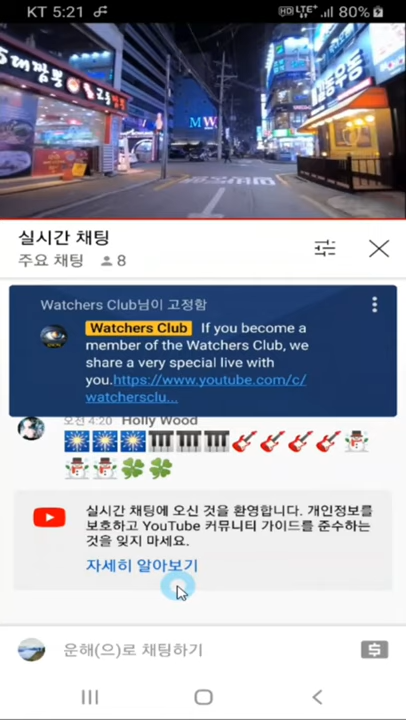 KT 5:21
HD LTE+ 80%
MW
실시간 채팅
주요 채팅 8
Watchers Club님이 고정함
Watchers Club If you become a
member of the Watchers Club, we
share a very special live with
you.https://www.youtube.com/c/
watchersclu...
오전 4:20 Holly Wood
실시간 채팅에 오신 것을 환영합니다. 개인정보를
보호하고 YouTube 커뮤니티 가이드를 준수하는
것을 잊지 마세요.
자세히 알아보기
운해(으)로 채팅하기